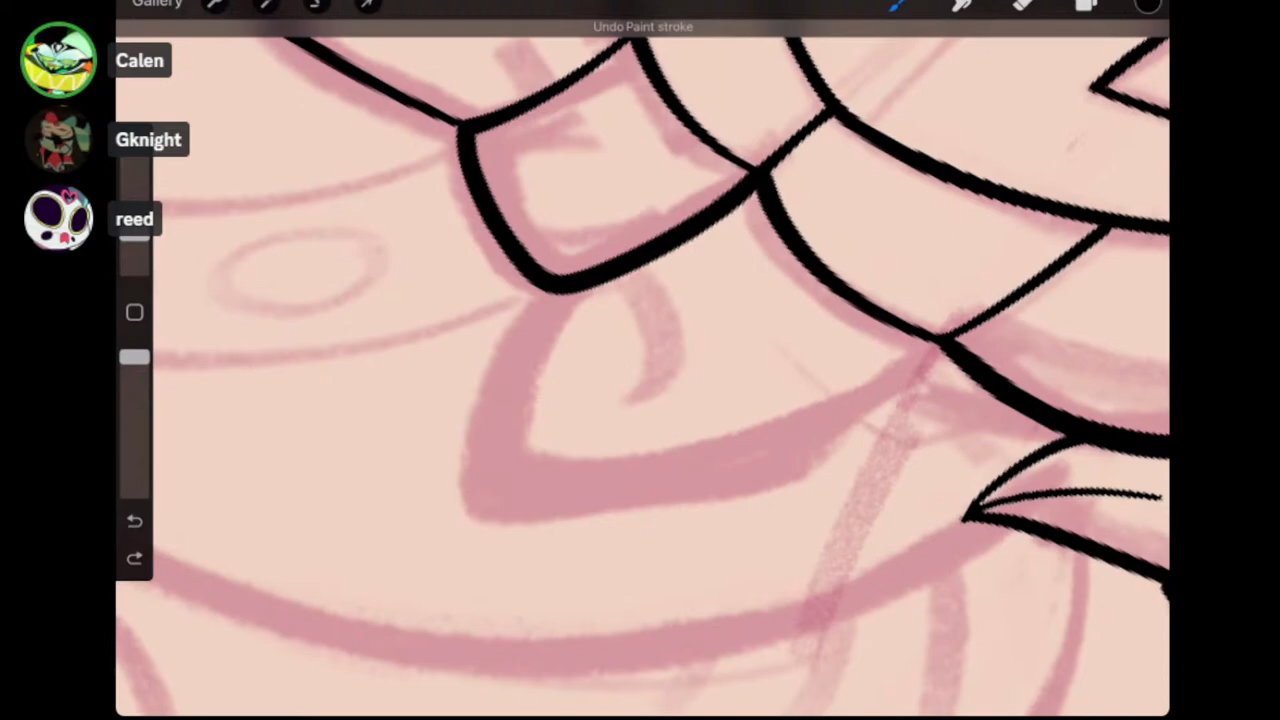 Gallery
Undo Paint stroke
Calen
Gknight
reed